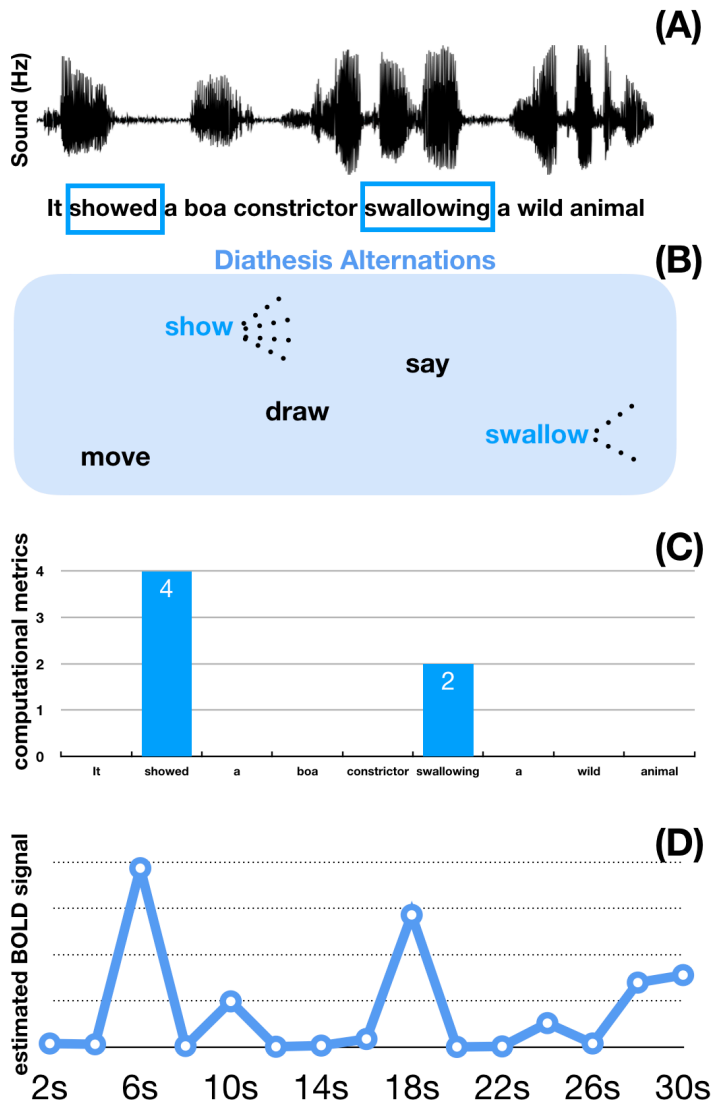 (A)
Sound (Hz)
It showed a boa constrictor swallowing a wild animal
Diathesis Alternations
(B)
show
say
draw
swallow
move
(C)
computational metrics
4
3
2
1
0
4
2
It showed a boa constrictor swallowing a wild animal
(D)
estimated BOLD signal
2s 6s 10s 14s 18s 22s 26s 30s